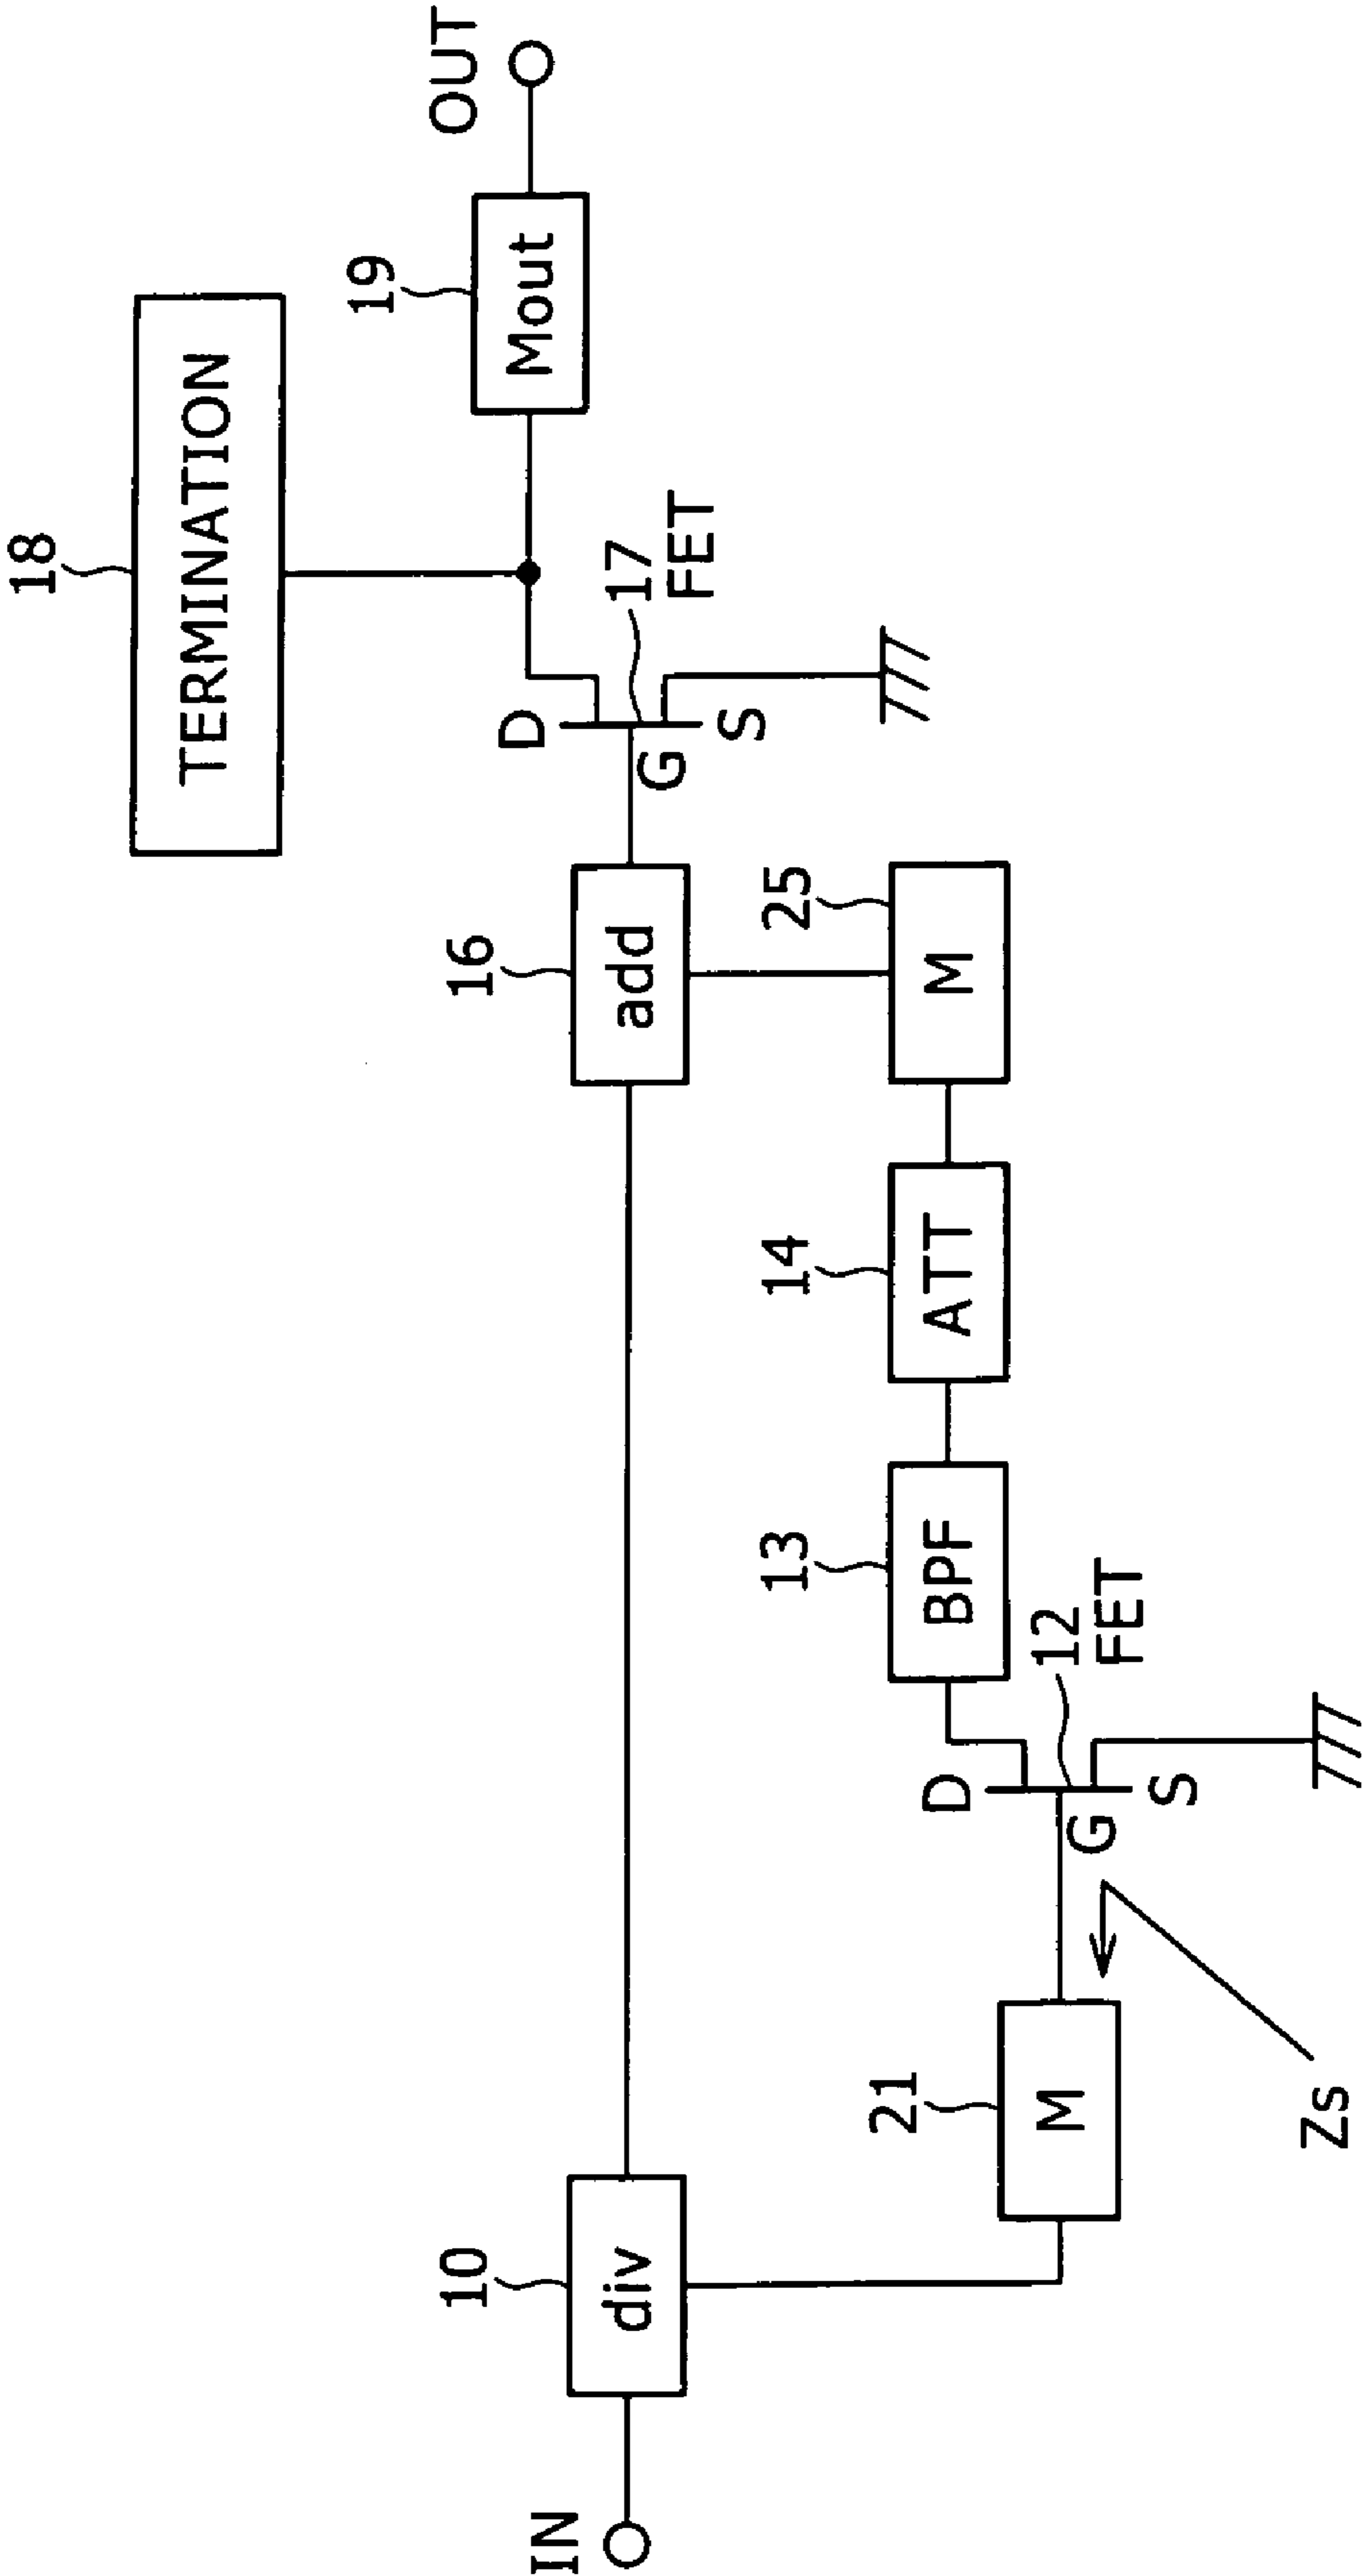 18
TERMINATION
19
Mout
OUT
D
G
S
17
FET
16
add
25
M
14
ATT
13
BPF
12
FET
D
G
S
21
M
Zs
10
div
IN